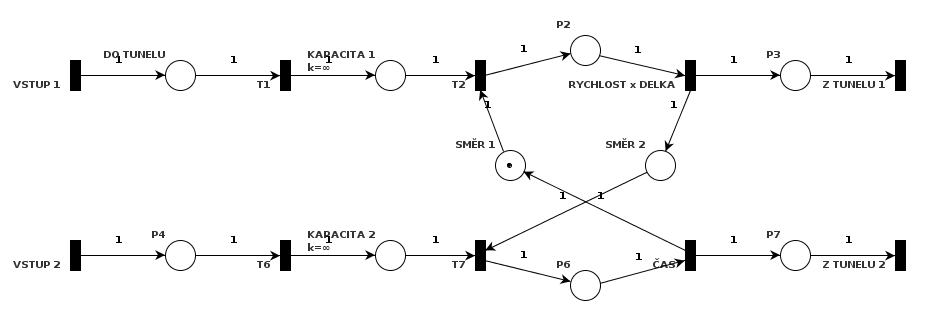 P2
DO TUNELU
KARACITA 1
1
1
1
1
1
1
P3
1
1
k=∞
VSTUP 1
T1
T2
RYCHLOST x DELKA
Z TUNELU 1
1
1
SMĚR 1
SMĚR 2
1
1
P4
KARACITA 2
P7
1
1
1
1
1
1
1
1
k=∞
VSTUP 2
T6
T7
P6
ČAS
Z TUNELU 2